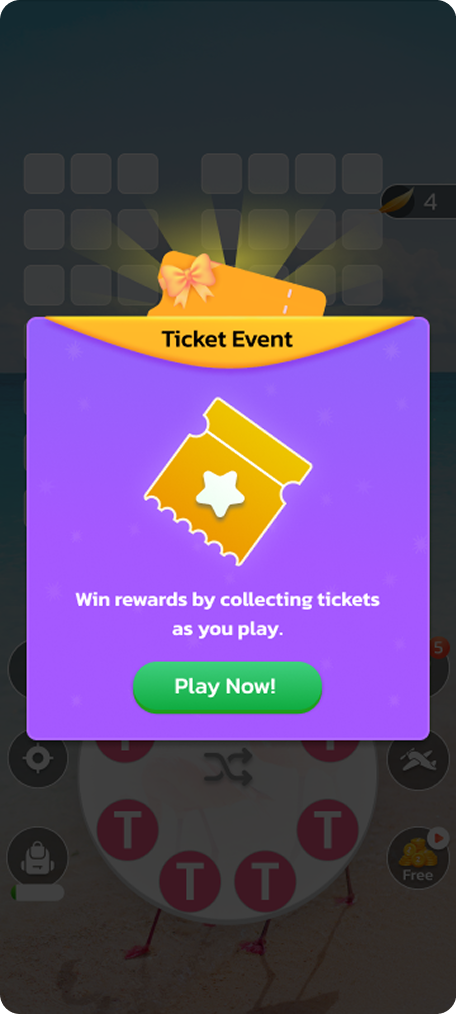 4
Ticket Event
Win rewards by collecting tickets
as you play.
5
Play Now!
T T
T T
T T
Free